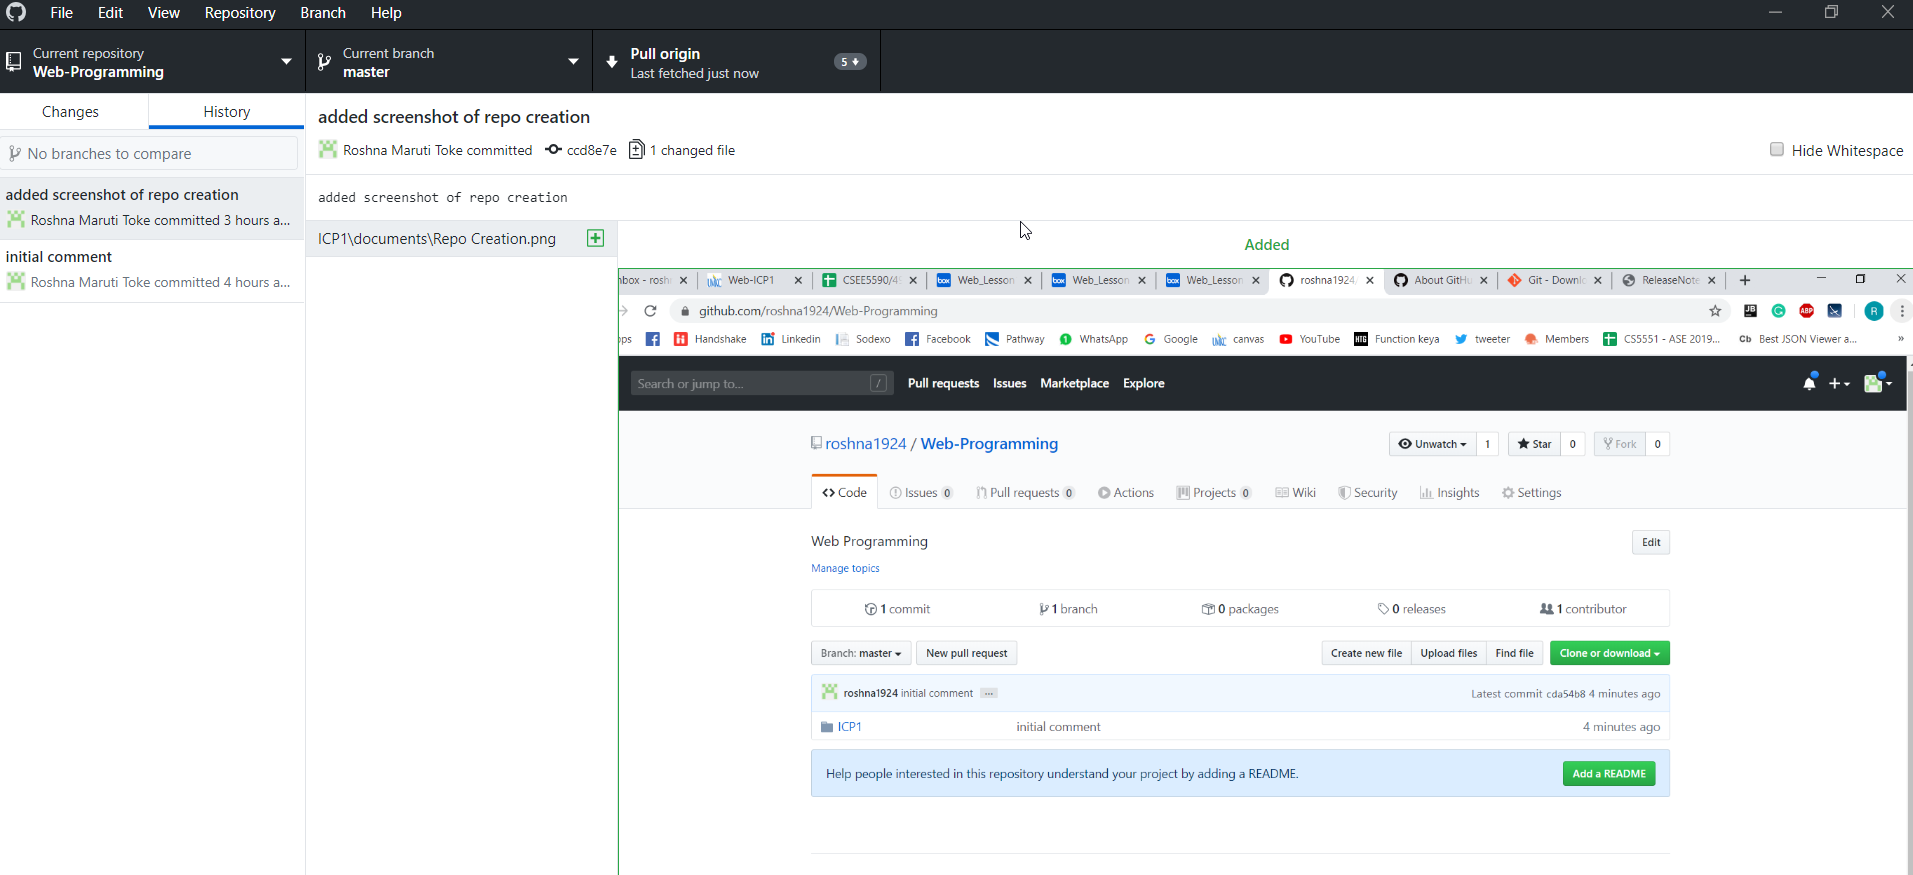 File Edit View Repository Branch Help
Current repository
Web-Programming
Current branch
master
Pull origin
Last fetched just now
5
Changes History
No branches to compare
added screenshot of repo creation
Roshna Maruti Toke committed 3 hours a...
initial comment
Roshna Maruti Toke committed 4 hours a...
added screenshot of repo creation
Roshna Maruti Toke committed ccd8e7e 1 changed file
Hide Whitespace
added screenshot of repo creation
ICP1\documents\Repo Creation.png
Added
nbox - rosh Web-ICP1 CSEE5590/4 Web_Lesson Web_Lesson Web_Lesson roshna1924 About GitHu Git - Downlo ReleaseNote
github.com/roshna1924/Web-Programming
ps Handshake Linkedin Sodexo Facebook Pathway WhatsApp Google canvas YouTube Function keya tweeter Members CS5551 - ASE 2019... Cb Best JSON Viewer a... »
Search or jump to... / Pull requests Issues Marketplace Explore
roshna1924 / Web-Programming
Unwatch 1 Star 0 Fork 0
Code Issues 0 Pull requests 0 Actions Projects 0 Wiki Security Insights Settings
Web Programming
Edit
Manage topics
1 commit 1 branch 0 packages 0 releases 1 contributor
Branch: master New pull request Create new file Upload files Find file Clone or download
roshna1924 initial comment ... Latest commit cda54b8 4 minutes ago
ICP1 initial comment 4 minutes ago
Help people interested in this repository understand your project by adding a README.
Add a README